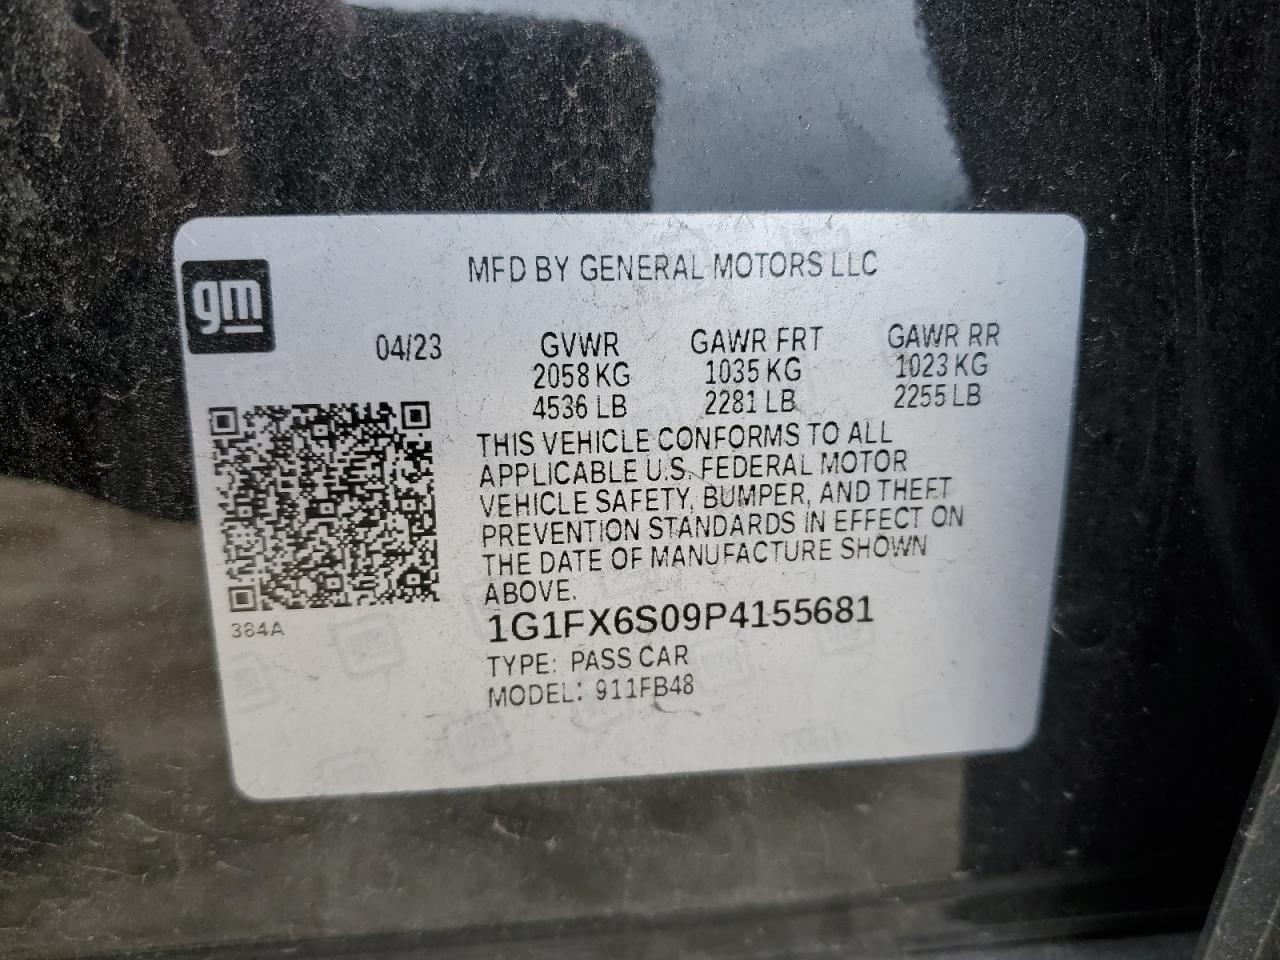 MFD BY GENERAL MOTORS LLC
gm
04/23 GVWR GAWR FRT GAWR RR
2058 KG 1035 KG 1023 KG
4536 LB 2281 LB 2255 LB
THIS VEHICLE CONFORMS TO ALL
APPLICABLE U.S. FEDERAL MOTOR
VEHICLE SAFETY, BUMPER, AND THEFT
PREVENTION STANDARDS IN EFFECT ON
THE DATE OF MANUFACTURE SHOWN
ABOVE.
384A
1G1FX6S09P4155681
TYPE: PASS CAR
MODEL: 911FB48